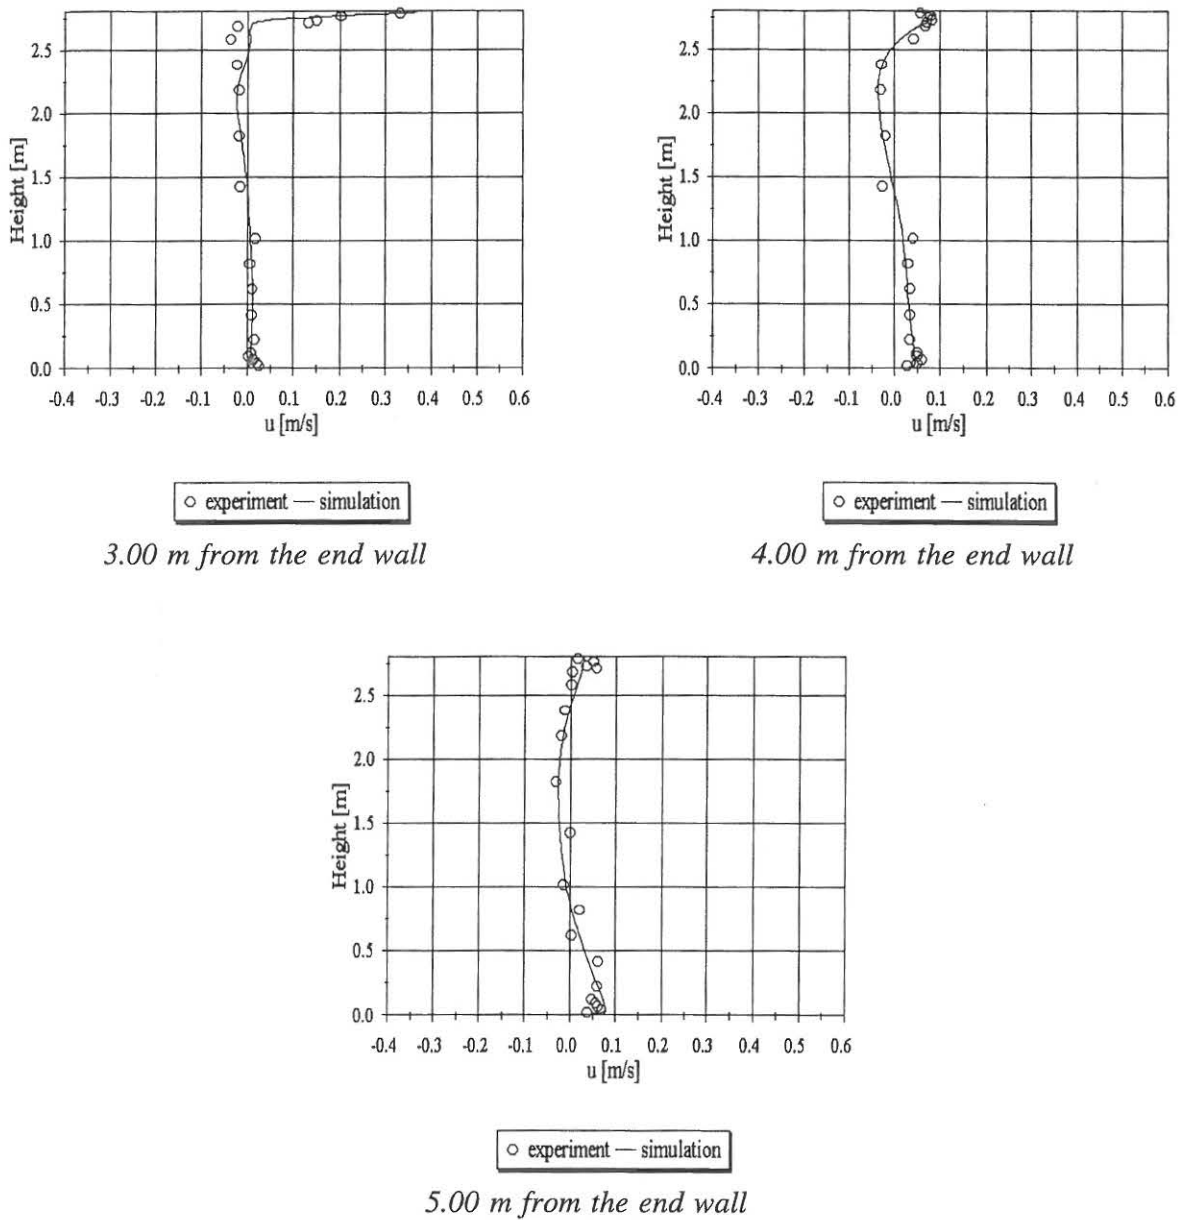 2.5
2.0
Height [m]
1.5
1.0
0.5
0.0
-0.4 -0.3 -0.2 -0.1 0.0 0.1 0.2 0.3 0.4 0.5 0.6
u [m/s]
experiment — simulation
3.00 m from the end wall
2.5
2.0
Height [m]
1.5
1.0
0.5
0.0
-0.4 -0.3 -0.2 -0.1 0.0 0.1 0.2 0.3 0.4 0.5 0.6
u [m/s]
experiment — simulation
4.00 m from the end wall
2.5
2.0
Height [m]
1.5
1.0
0.5
0.0
-0.4 -0.3 -0.2 -0.1 0.0 0.1 0.2 0.3 0.4 0.5 0.6
u [m/s]
experiment — simulation
5.00 m from the end wall